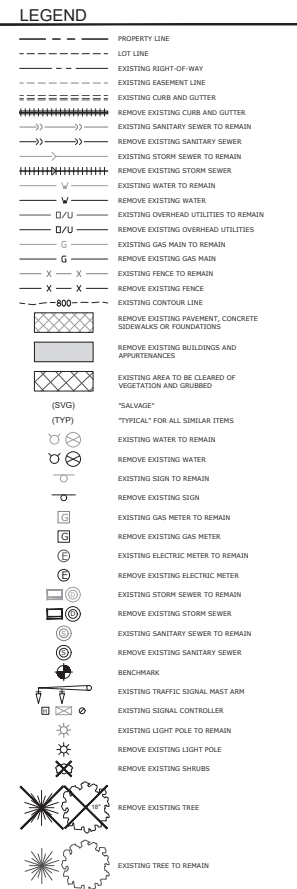 LEGEND
PROPERTY LINE
LOT LINE
EXISTING RIGHT-OF-WAY
EXISTING EASEMENT LINE
EXISTING CURB AND GUTTER
REMOVE EXISTING CURB AND GUTTER
>> >> EXISTING SANITARY SEWER TO REMAIN
>> >> REMOVE EXISTING SANITARY SEWER
> EXISTING STORM SEWER TO REMAIN
> REMOVE EXISTING STORM SEWER
W EXISTING WATER TO REMAIN
W REMOVE EXISTING WATER
O/U EXISTING OVERHEAD UTILITIES TO REMAIN
O/U REMOVE EXISTING OVERHEAD UTILITIES
G EXISTING GAS MAIN TO REMAIN
G REMOVE EXISTING GAS MAIN
X X EXISTING FENCE TO REMAIN
X X REMOVE EXISTING FENCE
800 EXISTING CONTOUR LINE
REMOVE EXISTING PAVEMENT, CONCRETE
SIDEWALKS OR FOUNDATIONS
REMOVE EXISTING BUILDINGS AND
APPURTENANCES
EXISTING AREA TO BE CLEARED OF
VEGETATION AND GRUBBED
(SVG) "SALVAGE"
(TYP) "TYPICAL" FOR ALL SIMILAR ITEMS
EXISTING WATER TO REMAIN
REMOVE EXISTING WATER
EXISTING SIGN TO REMAIN
REMOVE EXISTING SIGN
G EXISTING GAS METER TO REMAIN
G REMOVE EXISTING GAS METER
E EXISTING ELECTRIC METER TO REMAIN
E REMOVE EXISTING ELECTRIC METER
D EXISTING STORM SEWER TO REMAIN
D REMOVE EXISTING STORM SEWER
S EXISTING SANITARY SEWER TO REMAIN
S REMOVE EXISTING SANITARY SEWER
BENCHMARK
EXISTING TRAFFIC SIGNAL MAST ARM
H EXISTING SIGNAL CONTROLLER
EXISTING LIGHT POLE TO REMAIN
REMOVE EXISTING LIGHT POLE
REMOVE EXISTING SHRUBS
18" REMOVE EXISTING TREE
EXISTING TREE TO REMAIN